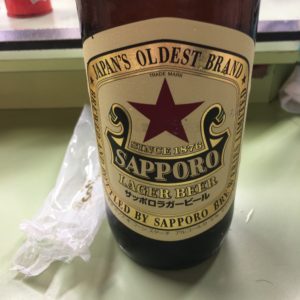 JAPAN'S OLDEST BRAND
TRADE MARK
SINCE 1876
SAPPORO
LAGER BEER
サッポロラガービール
BY SAPPORO